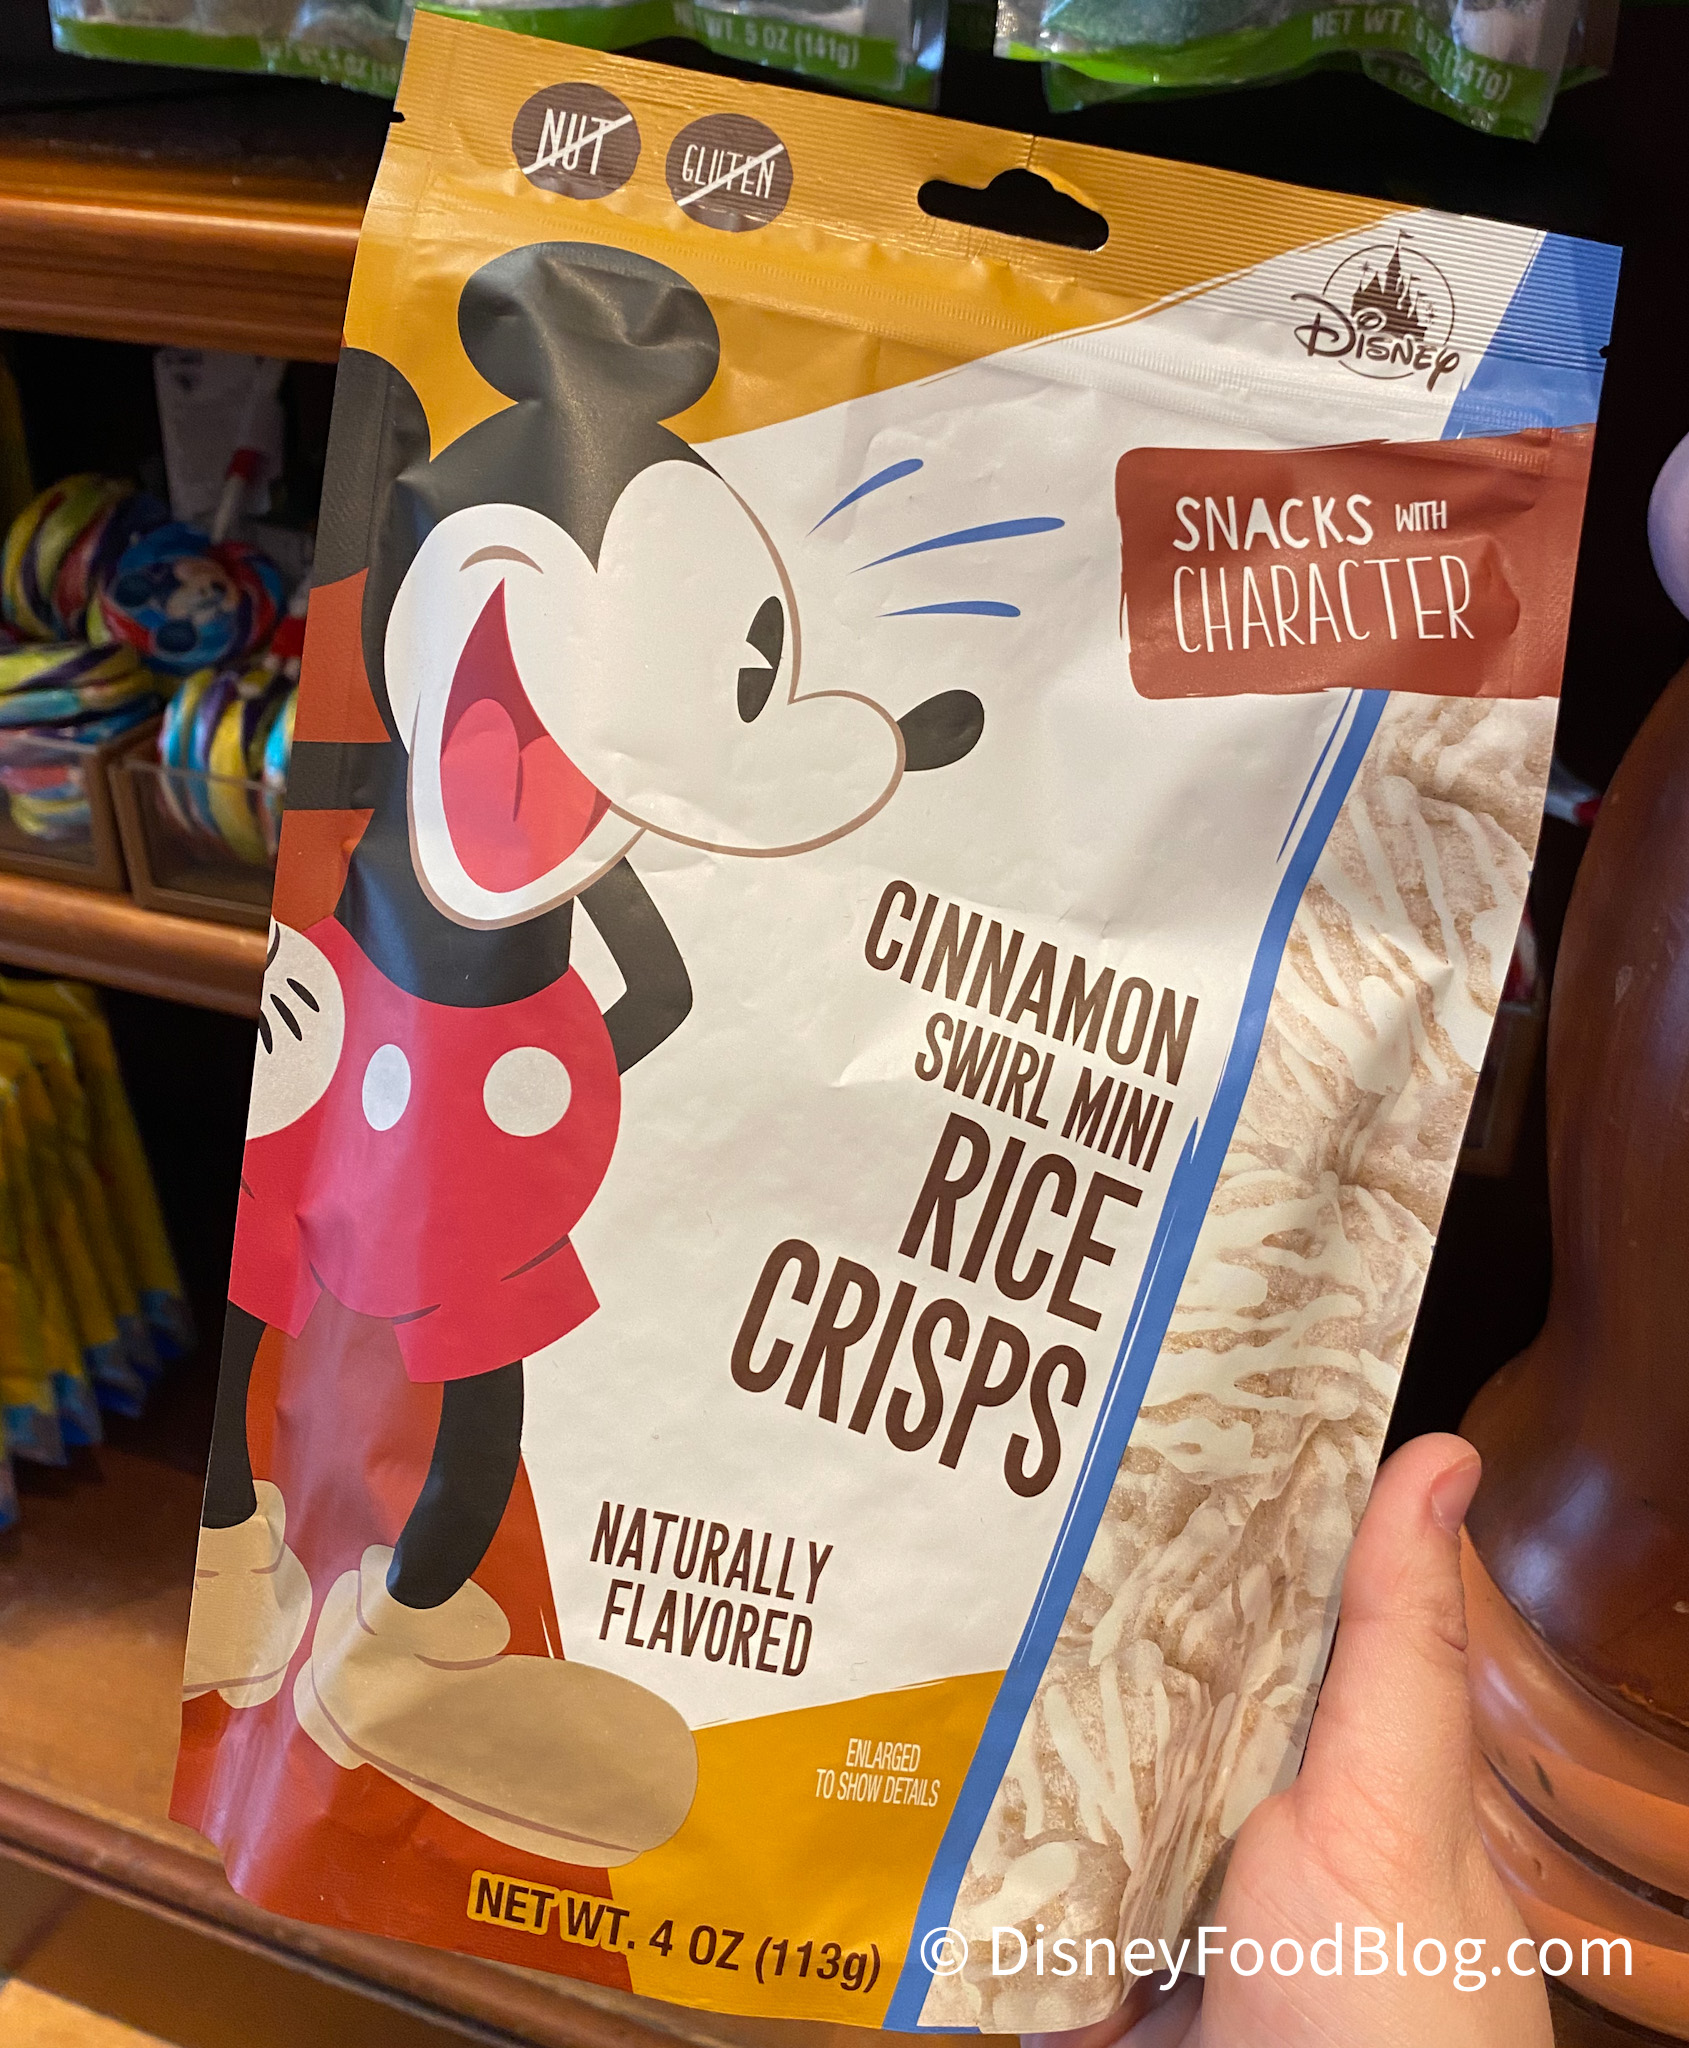 NET WT. 5 OZ (141g)
NET WT. 5 OZ (141g)
NUT
GLUTEN
DISNEY
SNACKS WITH
CHARACTER
CINNAMON
SWIRL MINI
RICE
CRISPS
NATURALLY
FLAVORED
ENLARGED
TO SHOW DETAILS
NET WT. 4 OZ (113g)
© DisneyFoodBlog.com